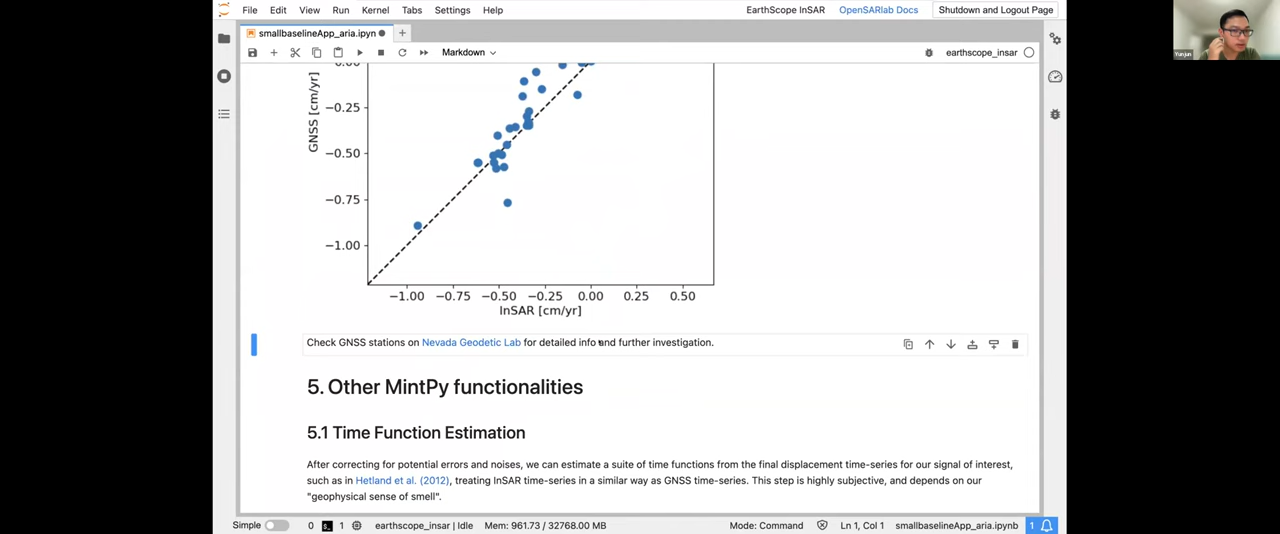 File Edit View Run Kernel Tabs Settings Help EarthScope InSAR OpenSARlab Docs Shutdown and Logout Page
smallbaselineApp_aria.ipyn
Markdown earthscope_insar
Yunjun
0.00
−0.25
−0.50
−0.75
−1.00
GNSS [cm/yr]
−1.00 −0.75 −0.50 −0.25 0.00 0.25 0.50
InSAR [cm/yr]
Check GNSS stations on Nevada Geodetic Lab for detailed info and further investigation.
5. Other MintPy functionalities
5.1 Time Function Estimation
After correcting for potential errors and noises, we can estimate a suite of time functions from the final displacement time-series for our signal of interest,
such as in Hetland et al. (2012), treating InSAR time-series in a similar way as GNSS time-series. This step is highly subjective, and depends on our
"geophysical sense of smell".
Simple 0 1 earthscope_insar | Idle Mem: 961.73 / 32768.00 MB Mode: Command Ln 1, Col 1 smallbaselineApp_aria.ipynb 1